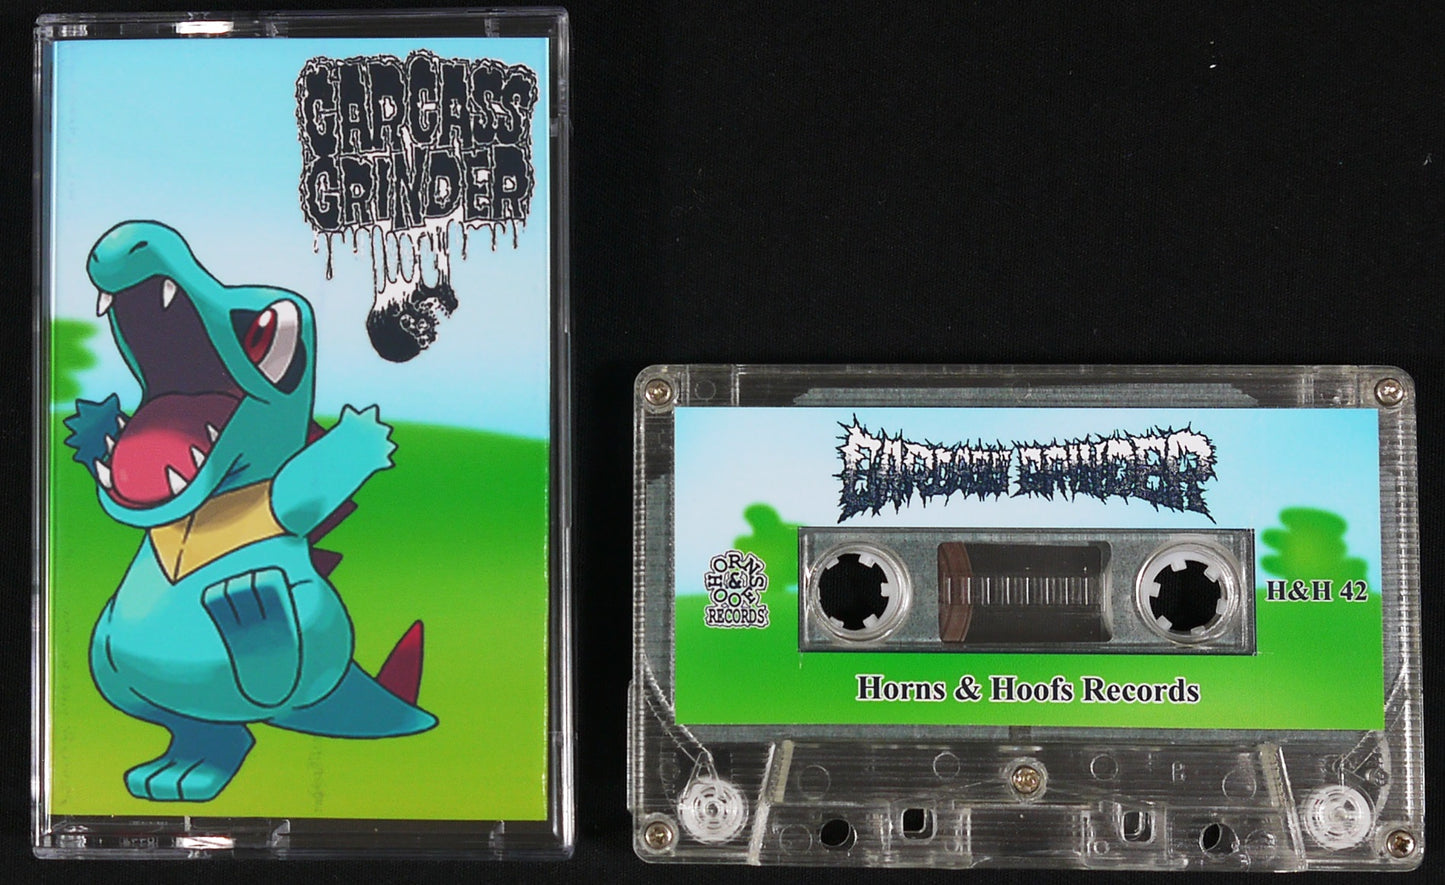 CARCASS
GRINDER
CARCASS GRINDER
HORNS
&
HOOFS
RECORDS
H&H 42
Horns & Hoofs Records
B